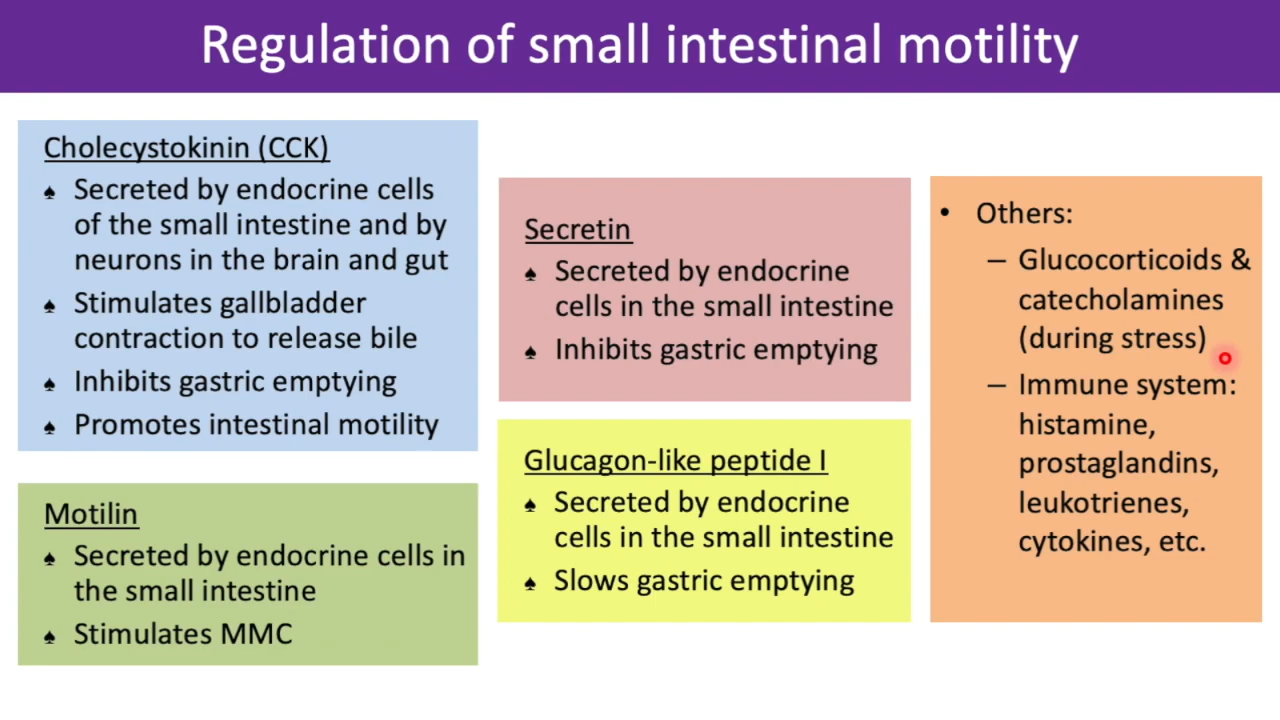 Regulation of small intestinal motility
Cholecystokinin (CCK)
♠ Secreted by endocrine cells
of the small intestine and by
neurons in the brain and gut
♠ Stimulates gallbladder
contraction to release bile
♠ Inhibits gastric emptying
♠ Promotes intestinal motility
Motilin
♠ Secreted by endocrine cells in
the small intestine
♠ Stimulates MMC
Secretin
♠ Secreted by endocrine
cells in the small intestine
♠ Inhibits gastric emptying
Glucagon-like peptide I
♠ Secreted by endocrine
cells in the small intestine
♠ Slows gastric emptying
• Others:
– Glucocorticoids &
catecholamines
(during stress)
– Immune system:
histamine,
prostaglandins,
leukotrienes,
cytokines, etc.